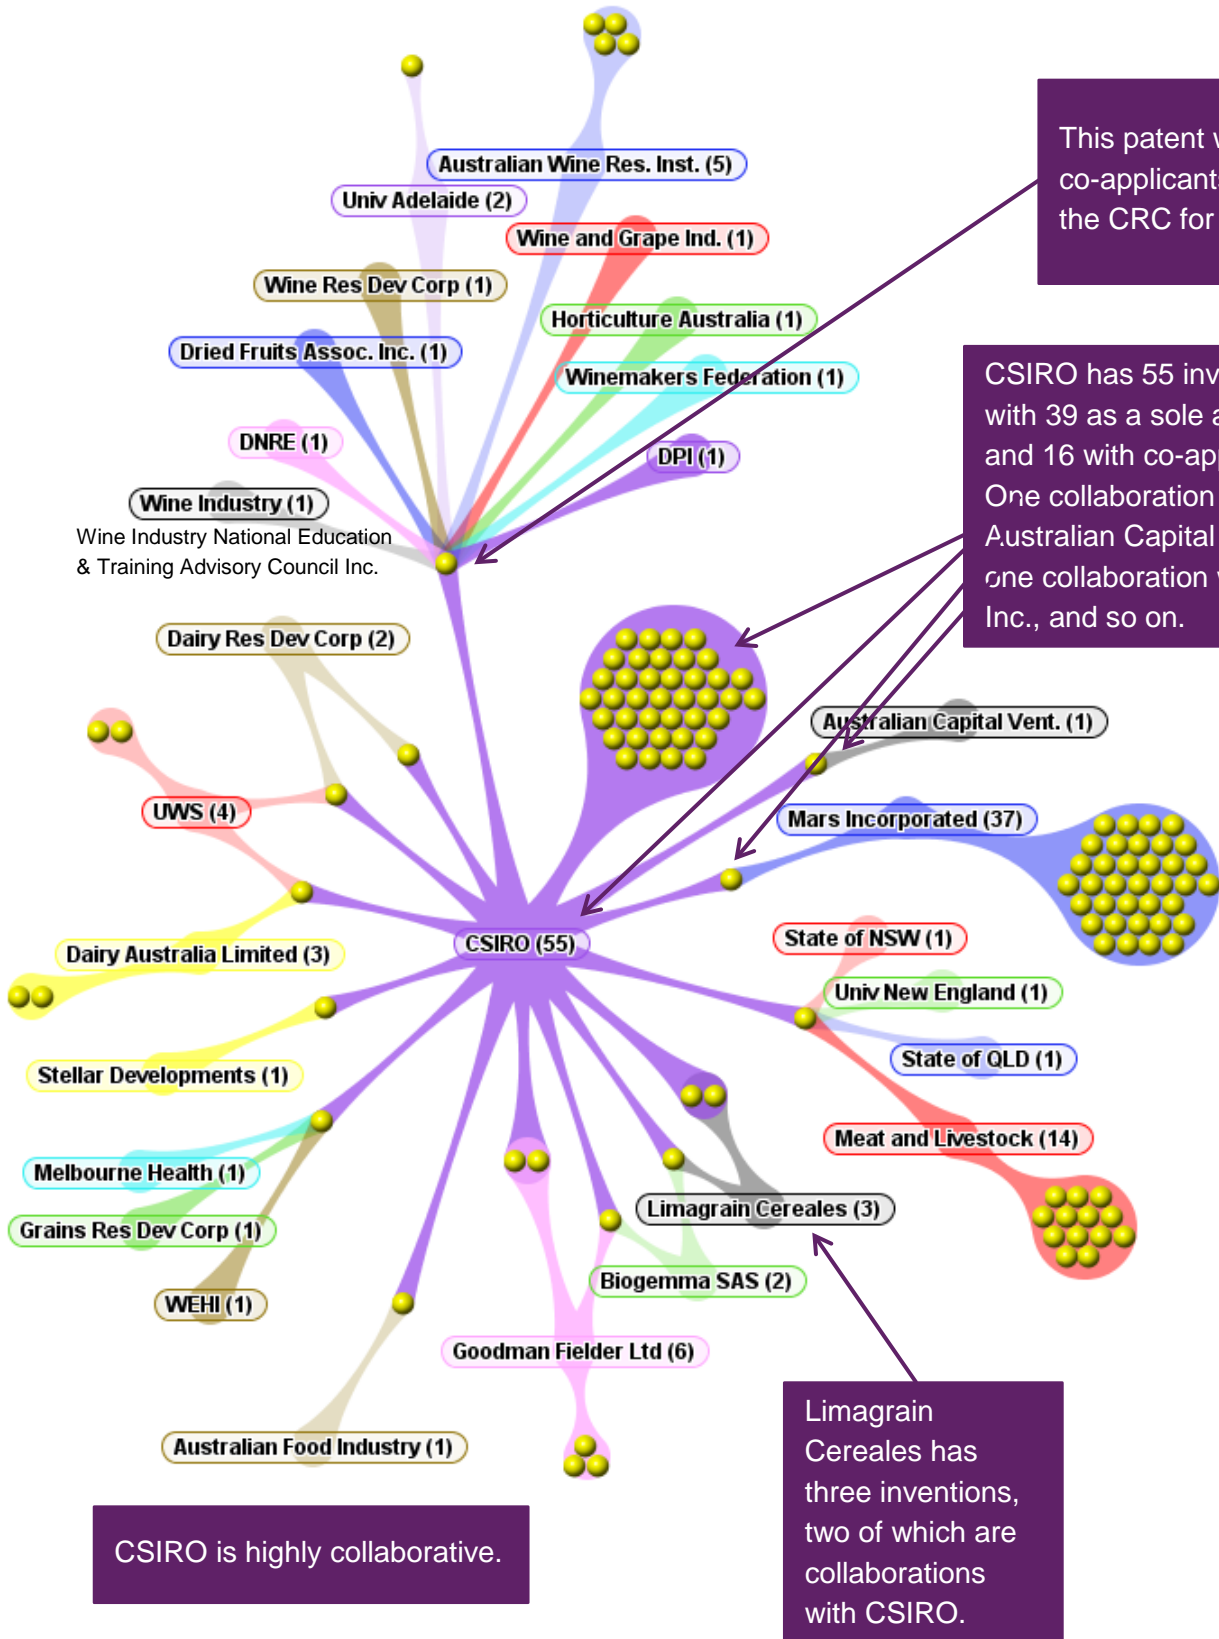 Australian Wine Res. Inst. (5)
Univ Adelaide (2)
Wine and Grape Ind. (1)
Wine Res Dev Corp (1)
Horticulture Australia (1)
Dried Fruits Assoc. Inc. (1)
Winemakers Federation (1)
DNRE (1)
DPI (1)
Wine Industry (1)
Wine Industry National Education
& Training Advisory Council Inc.
This patent
co-applicants
the CRC for
CSIRO has 55
with 39 as a sole
and 16 with
One collaboration
Australian Capital
one collaboration
Inc., and so on.
Dairy Res Dev Corp (2)
Australian Capital Vent. (1)
UWS (4)
Mars Incorporated (37)
CSIRO (55)
State of NSW (1)
Dairy Australia Limited (3)
Univ New England (1)
State of QLD (1)
Stellar Developments (1)
Meat and Livestock (14)
Melbourne Health (1)
Limagrain Cereales (3)
Grains Res Dev Corp (1)
Biogemma SAS (2)
WEHI (1)
Goodman Fielder Ltd (6)
Australian Food Industry (1)
Limagrain
Cereales has
three inventions,
two of which are
collaborations
with CSIRO.
CSIRO is highly collaborative.